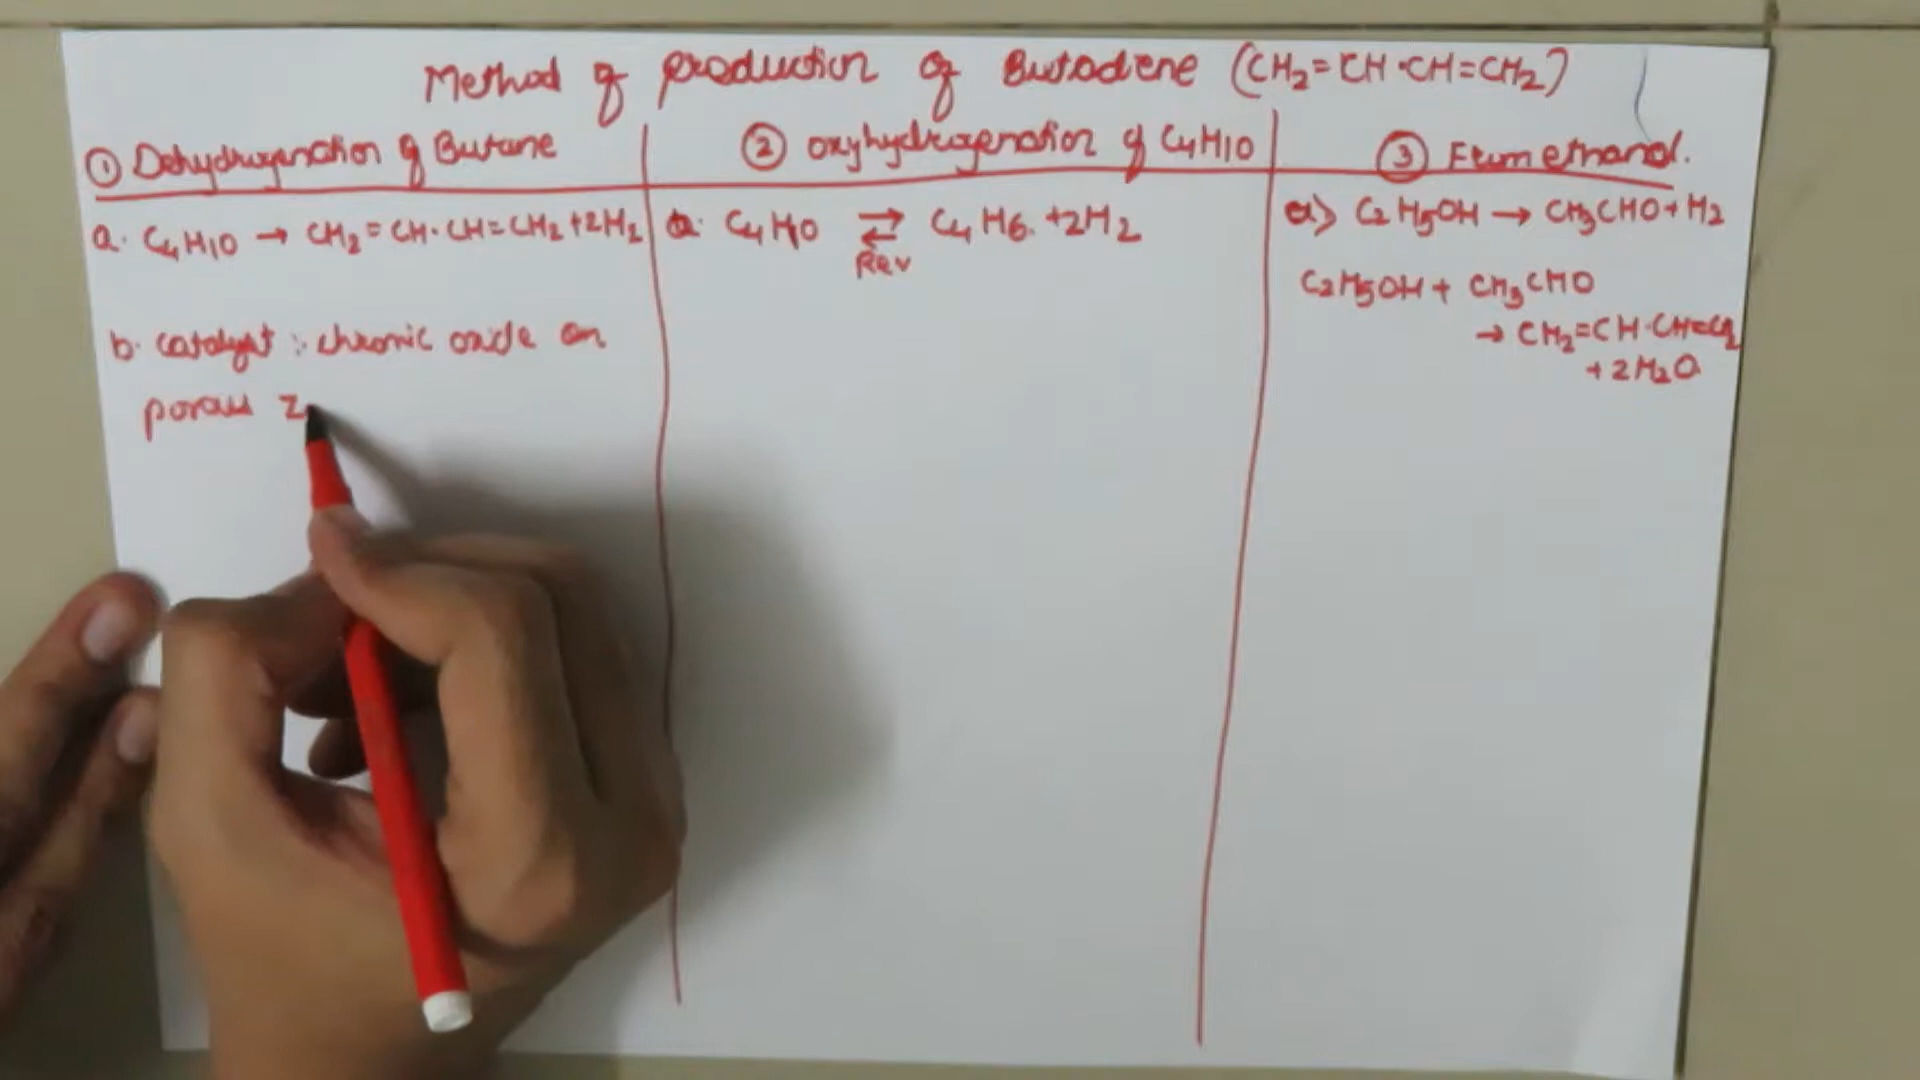 Method of production of Butadiene (CH2=CH·CH=CH2)
① Dehydrogenation of Butane
a. C4H10 → CH2=CH·CH=CH2+2H2
b. catalyst :- chromic oxide on
porous z
② oxyhydrogenation of C4H10
a. C4H10 ⇄ C4H6. +2H2
Rev
③ From ethanol.
a> C2H5OH → CH3CHO+H2
C2H5OH + CH3CHO
→ CH2=CH·CH=CH2
+ 2H2O